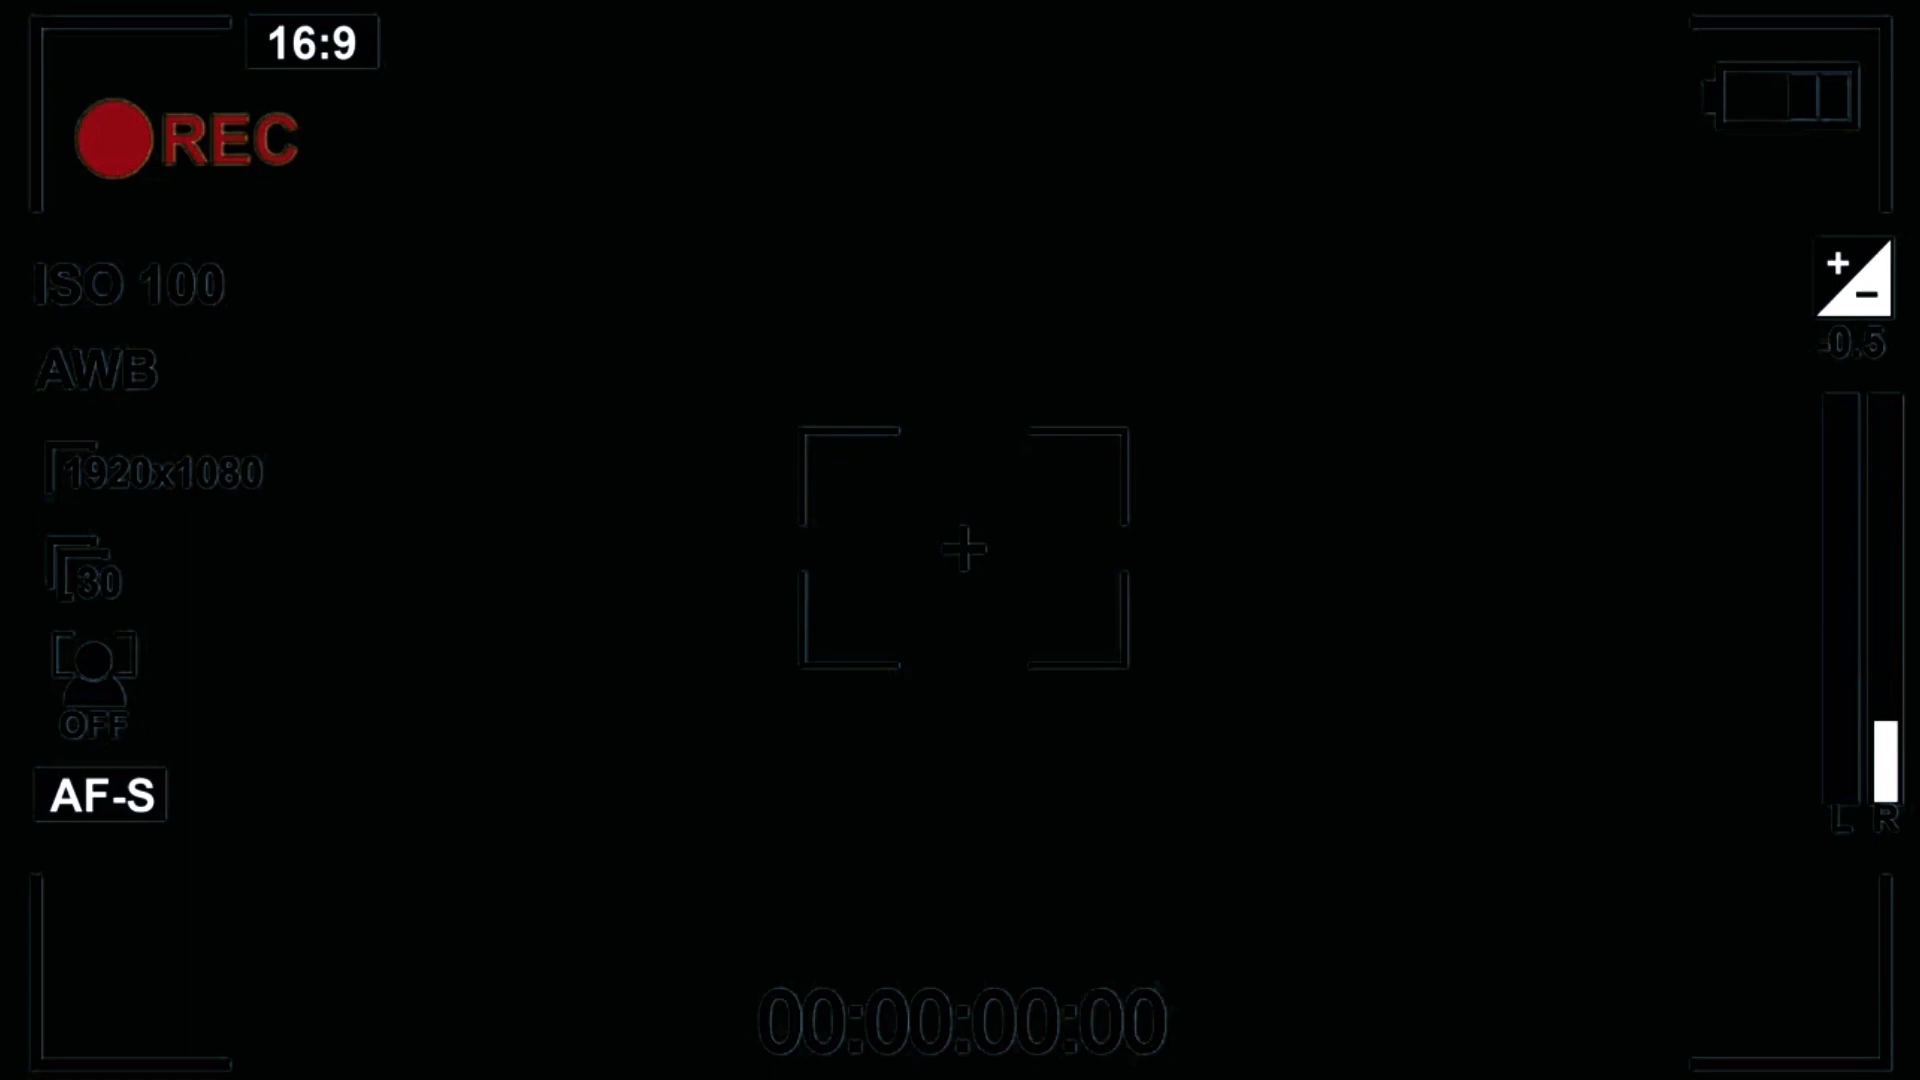 16:9
REC
ISO 100
AWB
1920x1080
30
OFF
AF-S
+
-
-0.5
L R
00:00:00:00